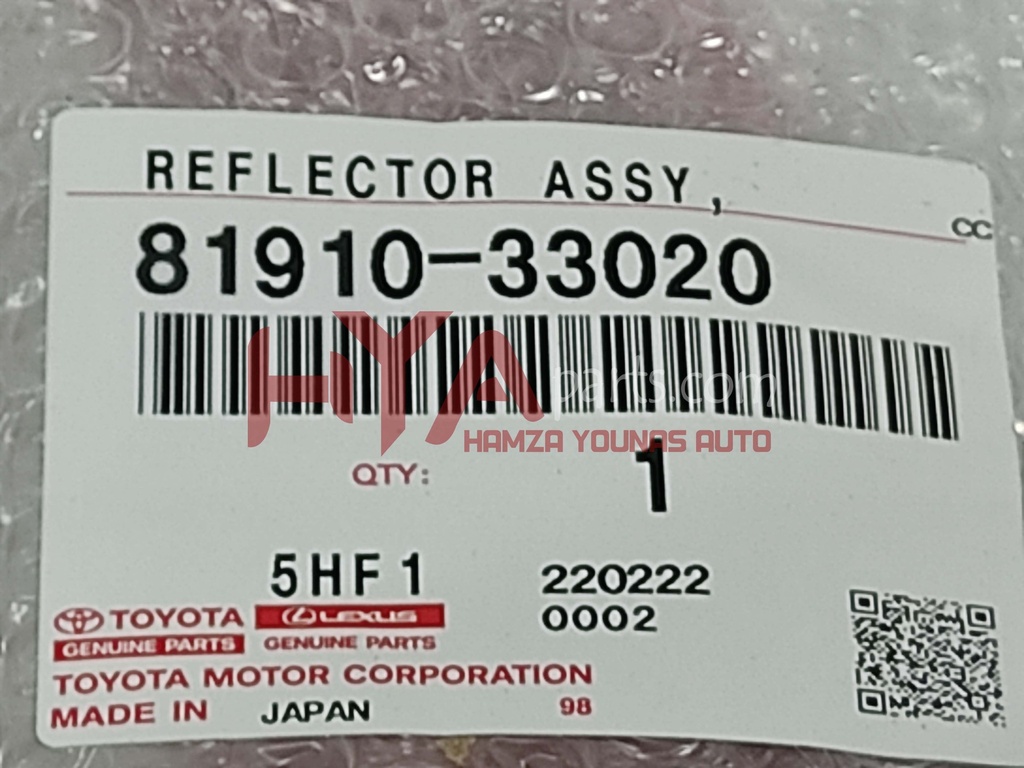 REFLECTOR ASSY,
CC
81910-33020
HYA parts.com
HAMZA YOUNAS AUTO
QTY: 1
5HF1 220222
TOYOTA LEXUS 0002
GENUINE PARTS GENUINE PARTS
TOYOTA MOTOR CORPORATION
MADE IN JAPAN 98